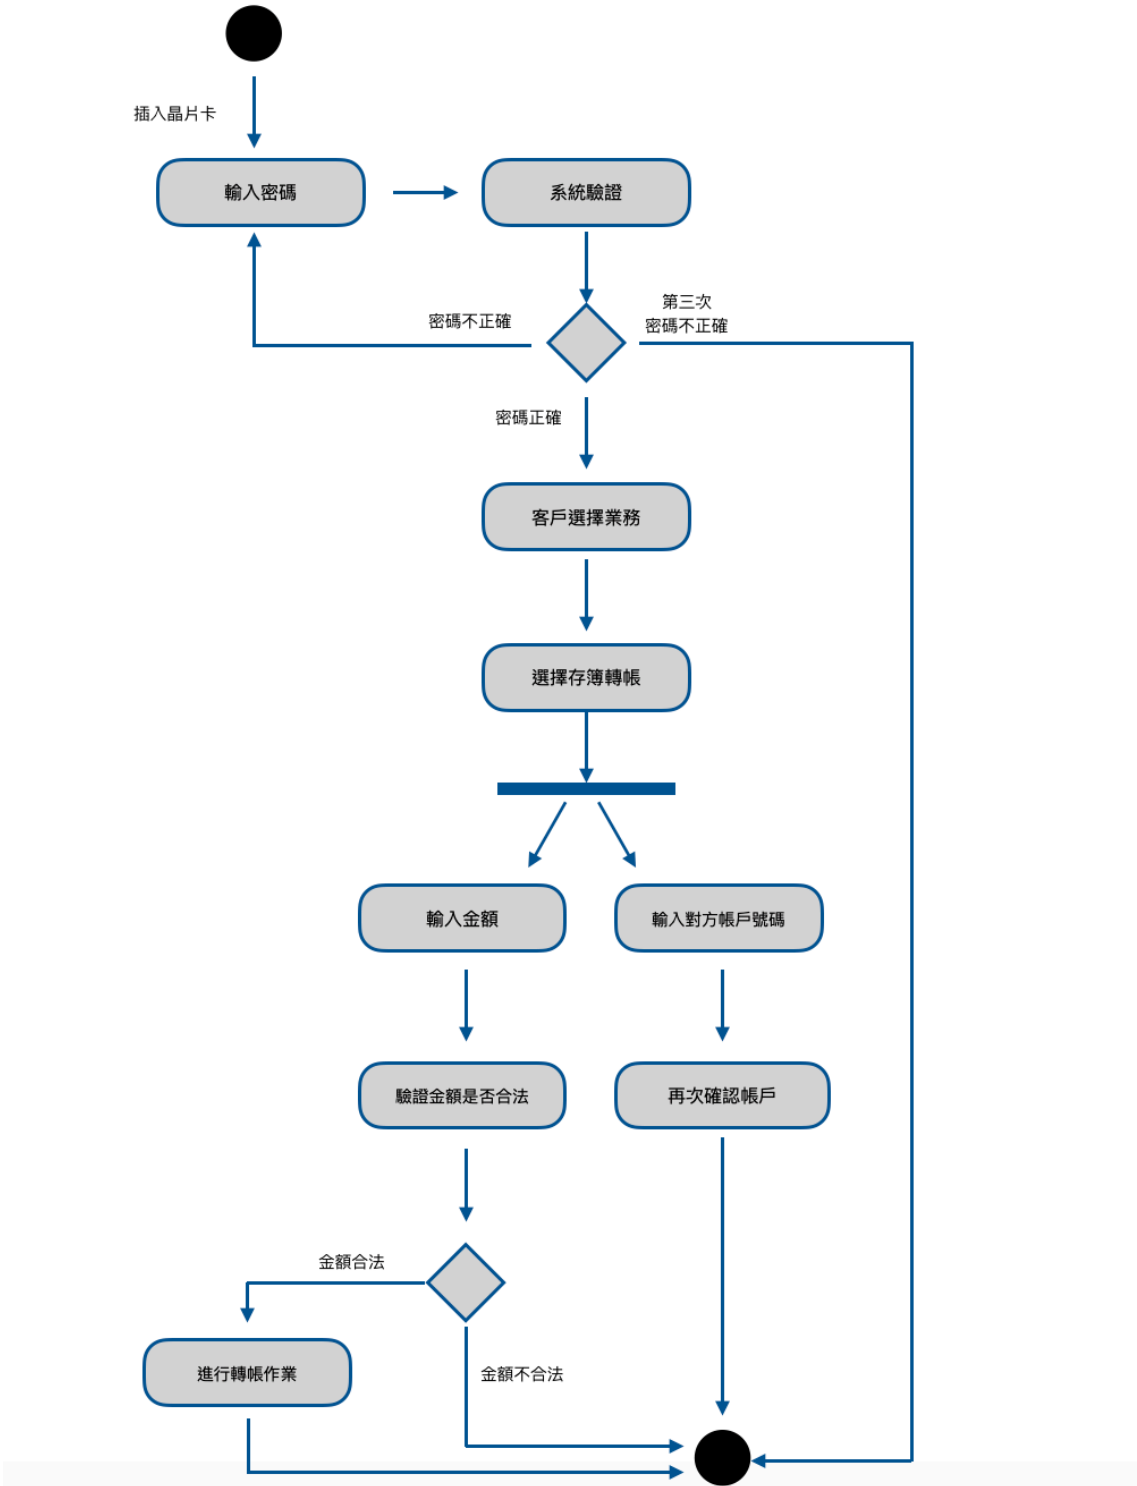 插入晶片卡
輸入密碼
系統驗證
密碼不正確
第三次
密碼不正確
密碼正確
客戶選擇業務
選擇存簿轉帳
輸入金額
輸入對方帳戶號碼
驗證金額是否合法
再次確認帳戶
金額合法
進行轉帳作業
金額不合法